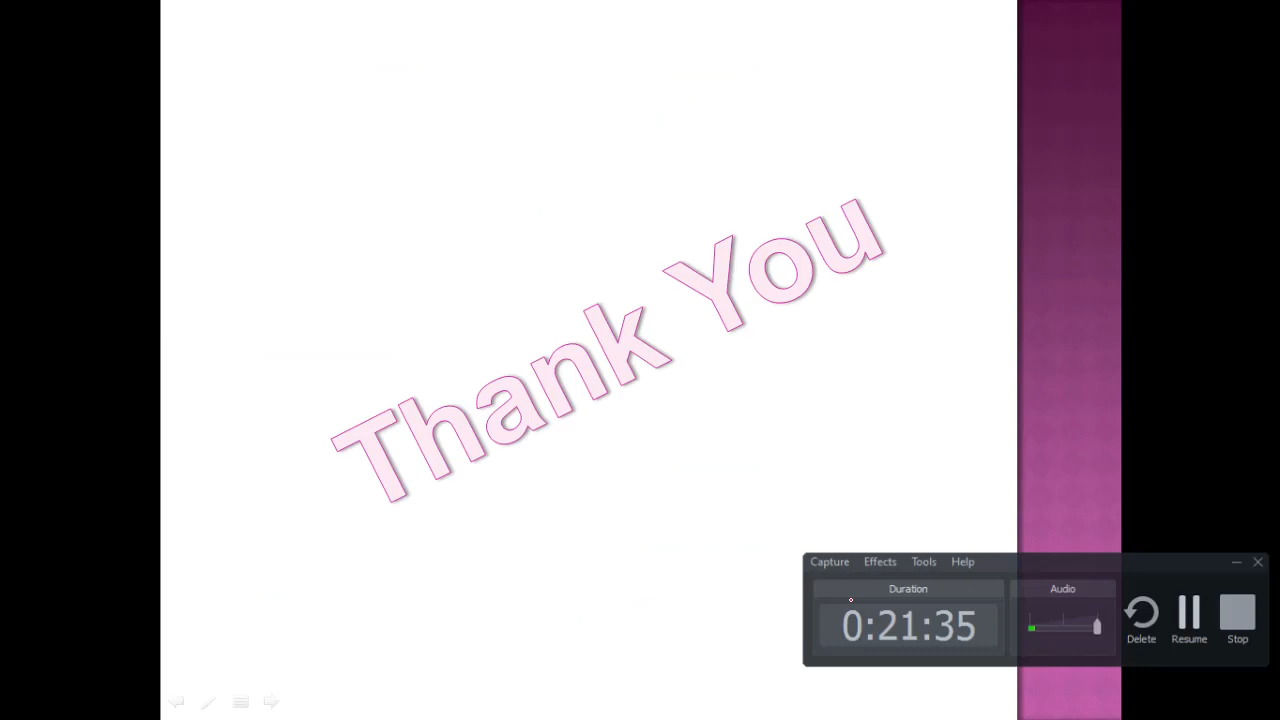 Thank You
Capture Effects Tools Help
Duration Audio
0:21:35
Delete Resume Stop